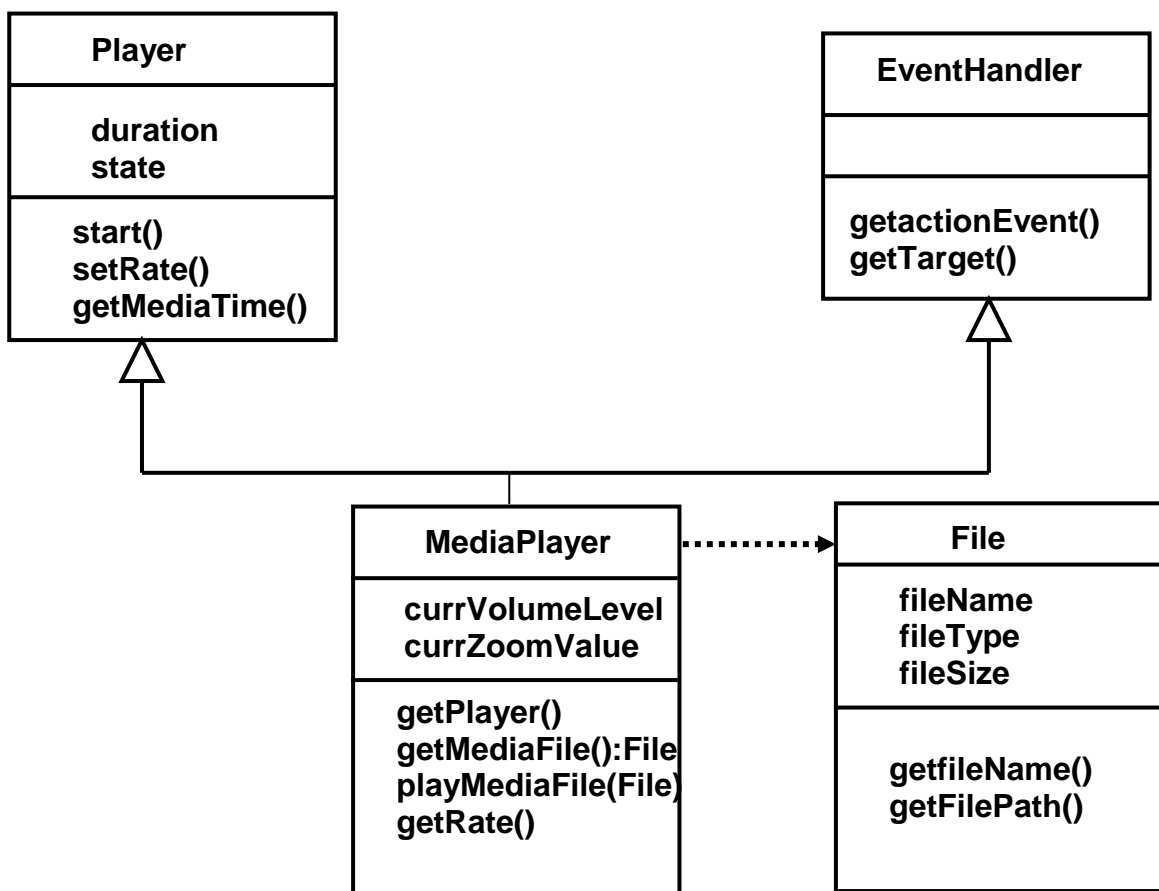 Player
duration
state
start()
setRate()
getMediaTime()
EventHandler
getactionEvent()
getTarget()
MediaPlayer
currVolumeLevel
currZoomValue
getPlayer()
getMediaFile():File
playMediaFile(File)
getRate()
File
fileName
fileType
fileSize
getfileName()
getFilePath()